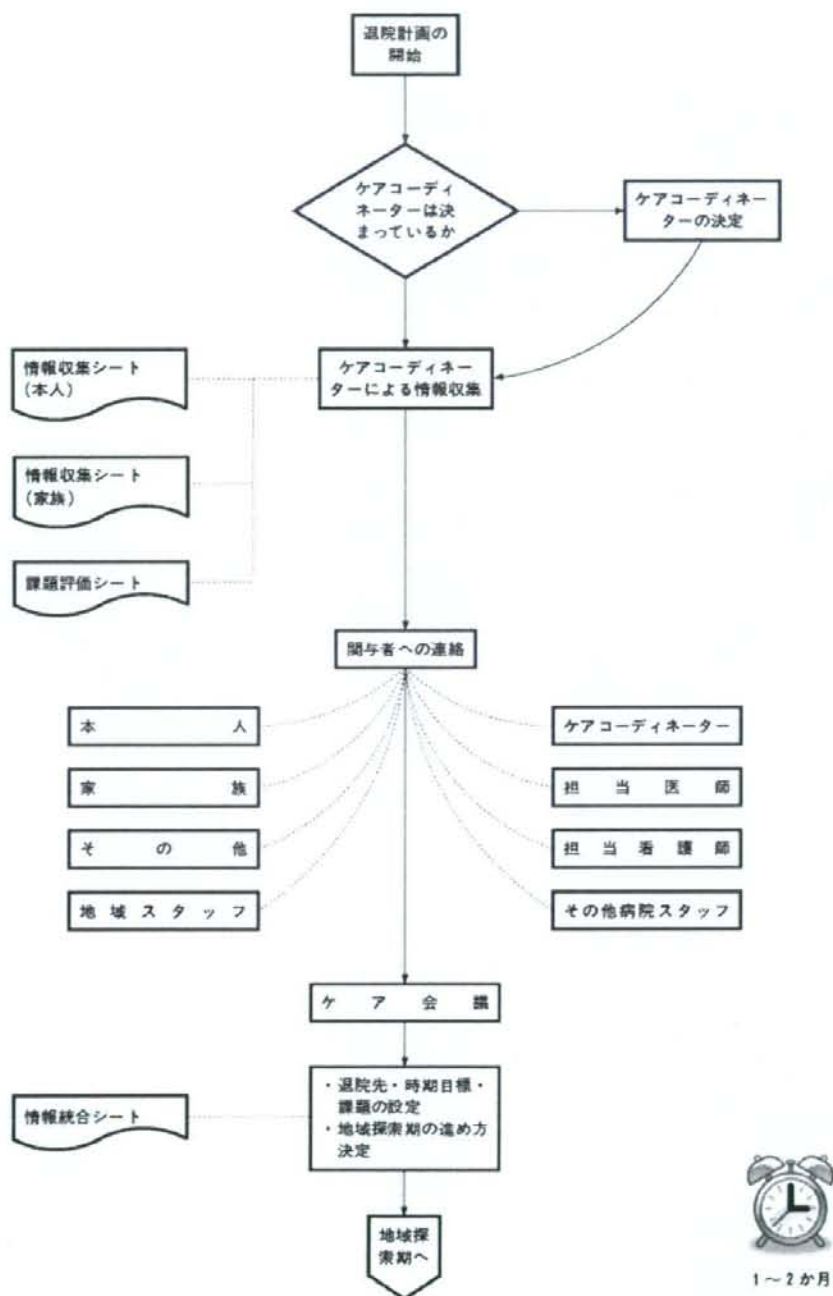 退院計画の
開始
ケアコーディ
ネーターは決
まっているか
ケアコーディネー
ターの決定
情報収集シート
(本人)
ケアコーディネー
ターによる情報収集
情報収集シート
(家族)
課題評価シート
関与者への連絡
本人
ケアコーディネーター
家族
担当医師
その他
担当看護師
地域スタッフ
その他病院スタッフ
ケア会議
・退院先・時期目標・
課題の設定
・地域探索期の進め方
決定
情報統合シート
地域探
索期へ
1〜2か月